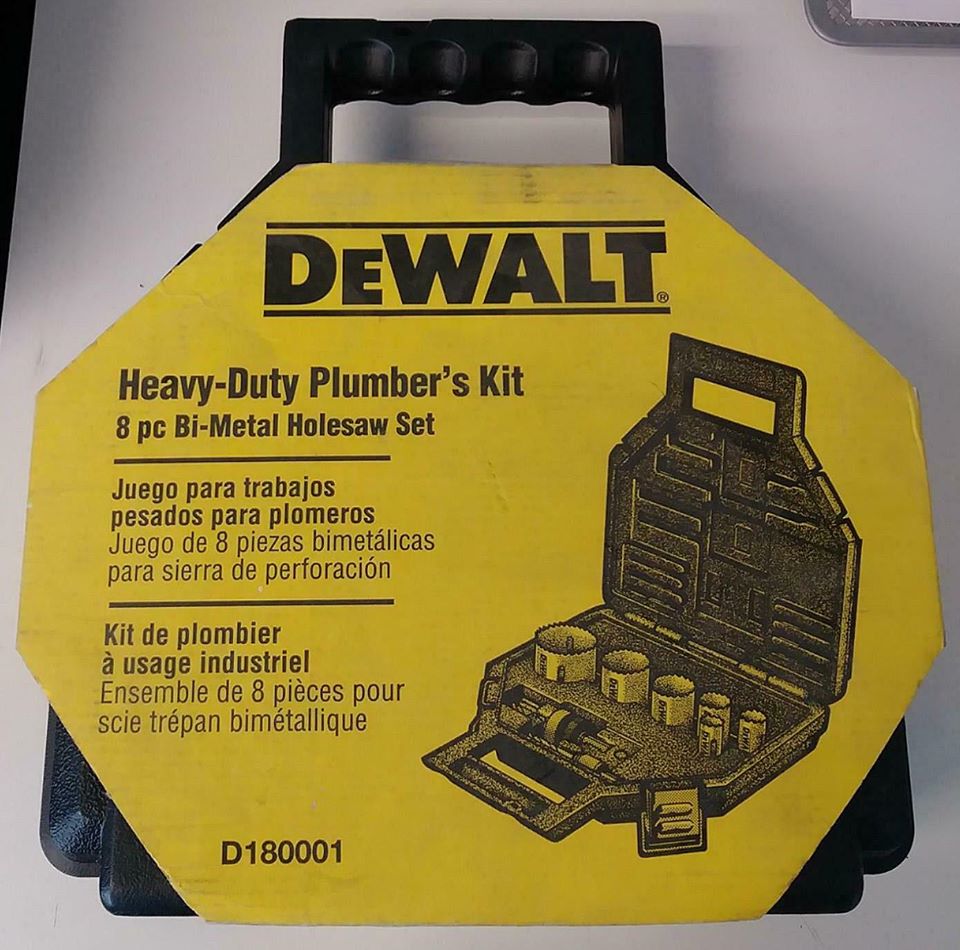 DEWALT®
Heavy-Duty Plumber's Kit
8 pc Bi-Metal Holesaw Set
Juego para trabajos
pesados para plomeros
Juego de 8 piezas bimetálicas
para sierra de perforación
Kit de plombier
à usage industriel
Ensemble de 8 pièces pour
scie trépan bimétallique
D180001